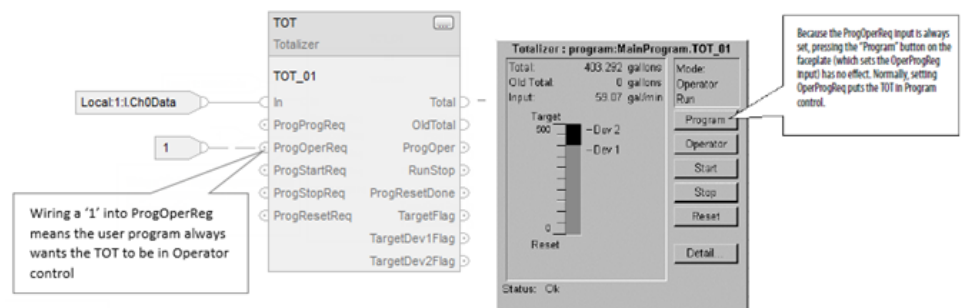 TOT
Totalizer
TOT_01
Local:1:I.Ch0Data
In
Total
ProgProgReq
OldTotal
1
ProgOperReq
ProgOper
ProgStartReq
RunStop
ProgStopReq
ProgResetDone
ProgResetReq
TargetFlag
TargetDev1Flag
TargetDev2Flag
Wiring a ‘1’ into ProgOperReg
means the user program always
wants the TOT to be in Operator
control
Totalizer : program:MainProgram.TOT_01
Total: 403.292 gallons
Old Total: 0 gallons
Input: 59.07 gal/min
Target
500
Dev 2
Dev 1
0
Reset
Mode:
Operator
Run
Program
Operator
Start
Stop
Reset
Detail...
Status: Ok
Because the ProgOperReq input is always
set, pressing the “Program” button on the
faceplate (which sets the OperProgReq
input) has no effect. Normally, setting
OperProgReq puts the TOT in Program
control.